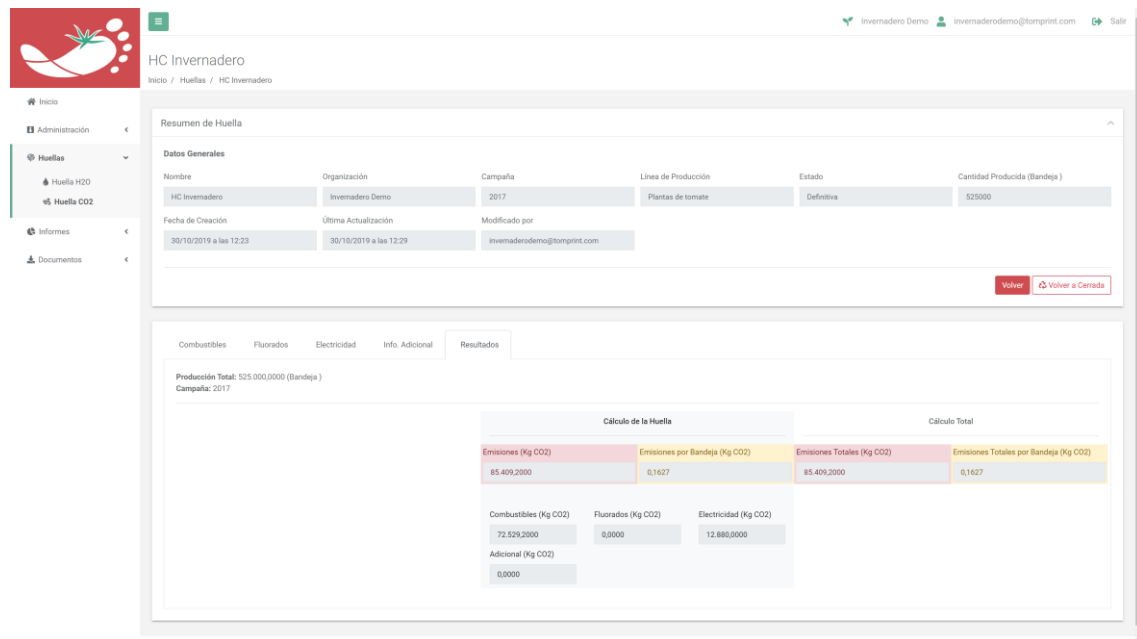 Invernadero Demo invernaderodemo@tomprint.com Salir
HC Invernadero
Inicio / Huellas / HC Invernadero
Inicio
Administración
Huellas
Huella H2O
Huella CO2
Informes
Documentos
Resumen de Huella
Datos Generales
Nombre Organización Campaña Línea de Producción Estado Cantidad Producida (Bandeja )
HC Invernadero Invernadero Demo 2017 Plantas de tomate Definitiva 525000
Fecha de Creación Última Actualización Modificado por
30/10/2019 a las 12:23 30/10/2019 a las 12:29 invernaderodemo@tomprint.com
Volver Volver a Cerrada
Combustibles Fluorados Electricidad Info. Adicional Resultados
Producción Total: 525.000,0000 (Bandeja )
Campaña: 2017
Cálculo de la Huella Cálculo Total
Emisiones (Kg CO2) Emisiones por Bandeja (Kg CO2) Emisiones Totales (Kg CO2) Emisiones Totales por Bandeja (Kg CO2)
85.409,2000 0,1627 85.409,2000 0,1627
Combustibles (Kg CO2) Fluorados (Kg CO2) Electricidad (Kg CO2)
72.529,2000 0,0000 12.880,0000
Adicional (Kg CO2)
0,0000